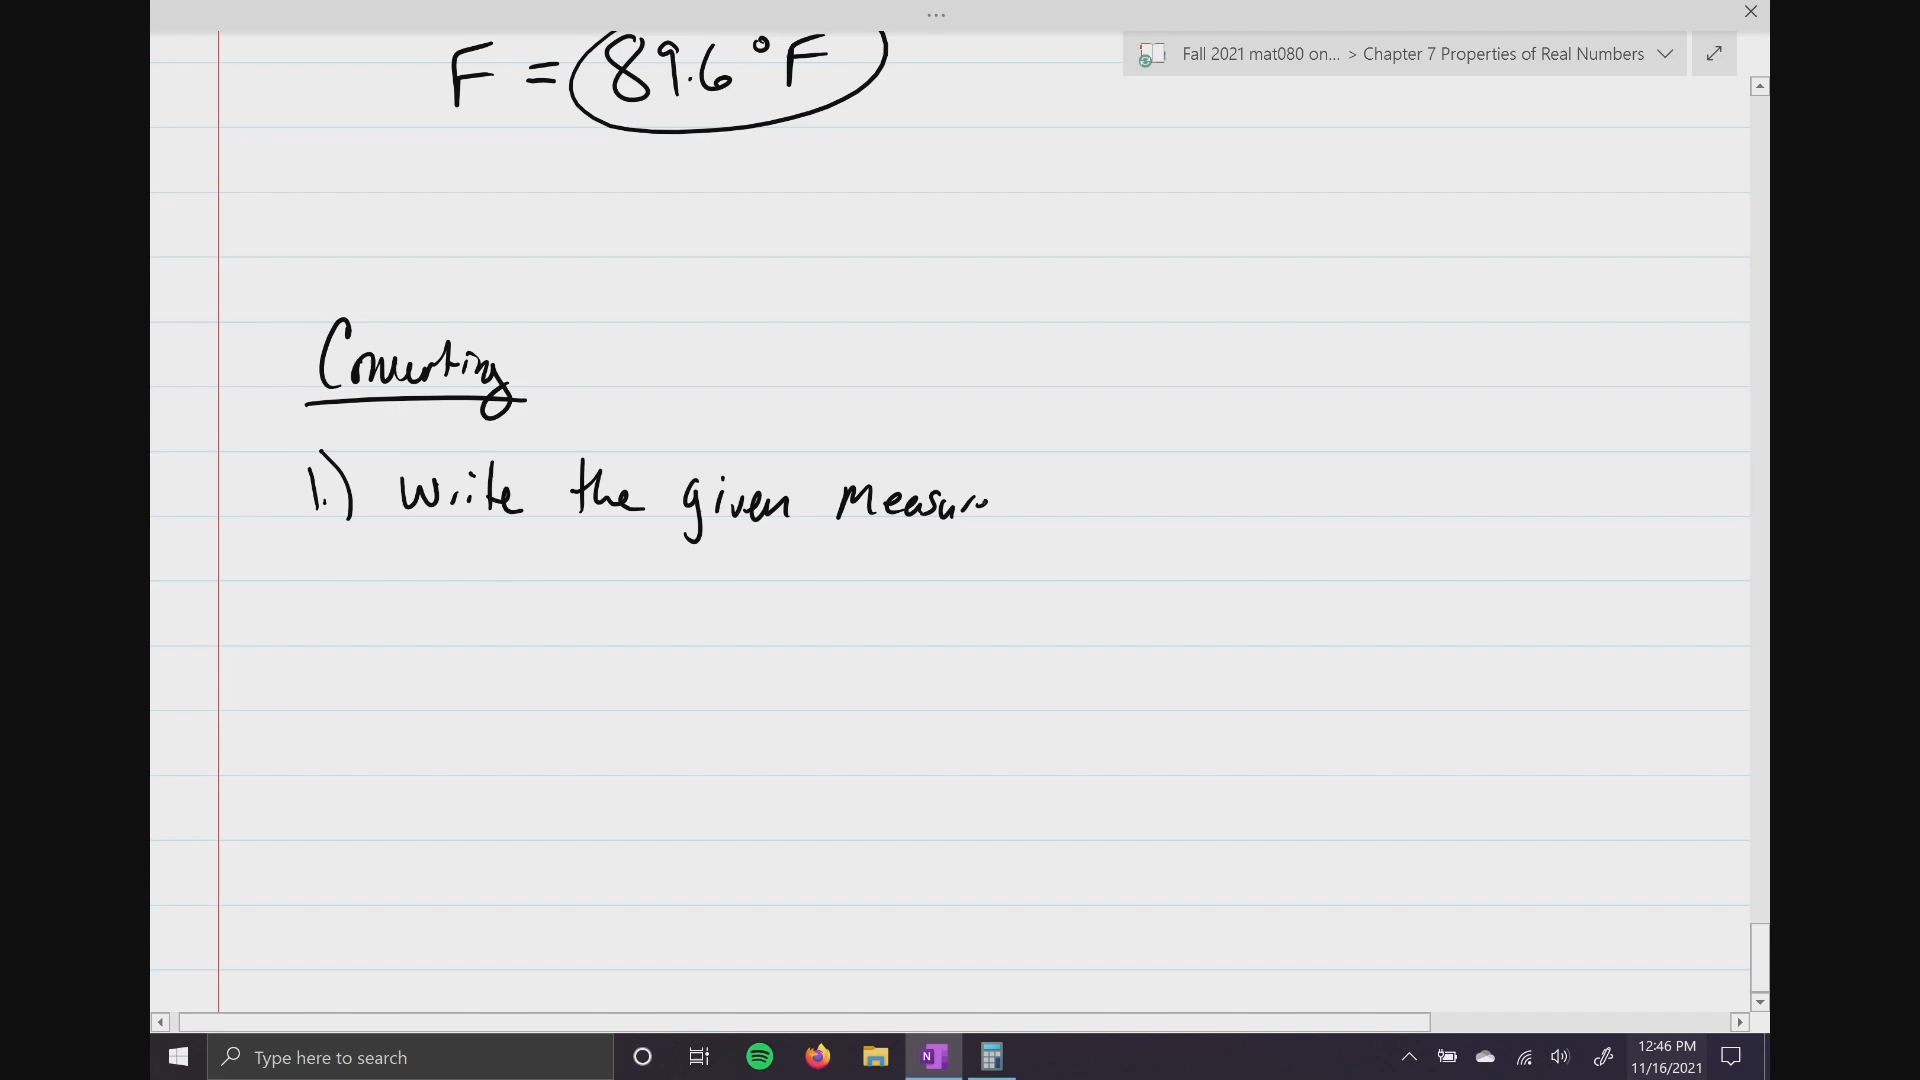 ...
F = 89.6°F
Fall 2021 mat080 on... > Chapter 7 Properties of Real Numbers
Converting
1.) Write the given measur
Type here to search
12:46 PM
11/16/2021